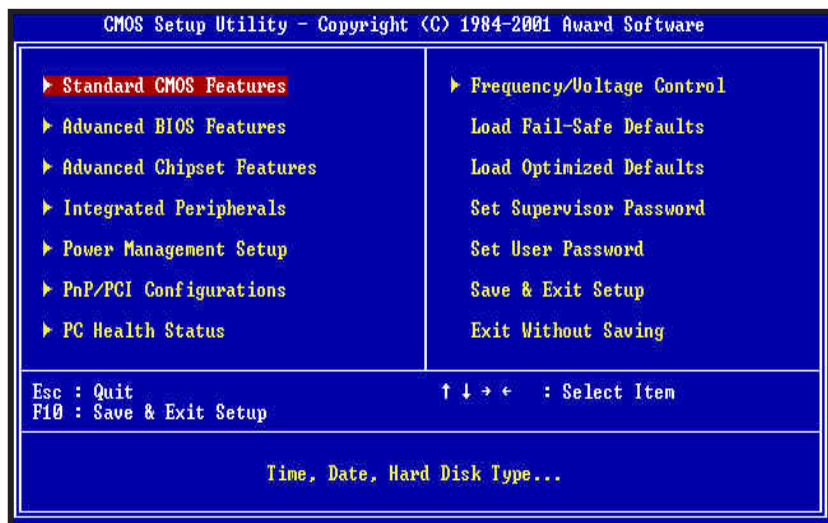 CMOS Setup Utility - Copyright (C) 1984-2001 Award Software
▶ Standard CMOS Features
▶ Advanced BIOS Features
▶ Advanced Chipset Features
▶ Integrated Peripherals
▶ Power Management Setup
▶ PnP/PCI Configurations
▶ PC Health Status
▶ Frequency/Voltage Control
Load Fail-Safe Defaults
Load Optimized Defaults
Set Supervisor Password
Set User Password
Save & Exit Setup
Exit Without Saving
Esc : Quit
F10 : Save & Exit Setup
↑ ↓ → ← : Select Item
Time, Date, Hard Disk Type...